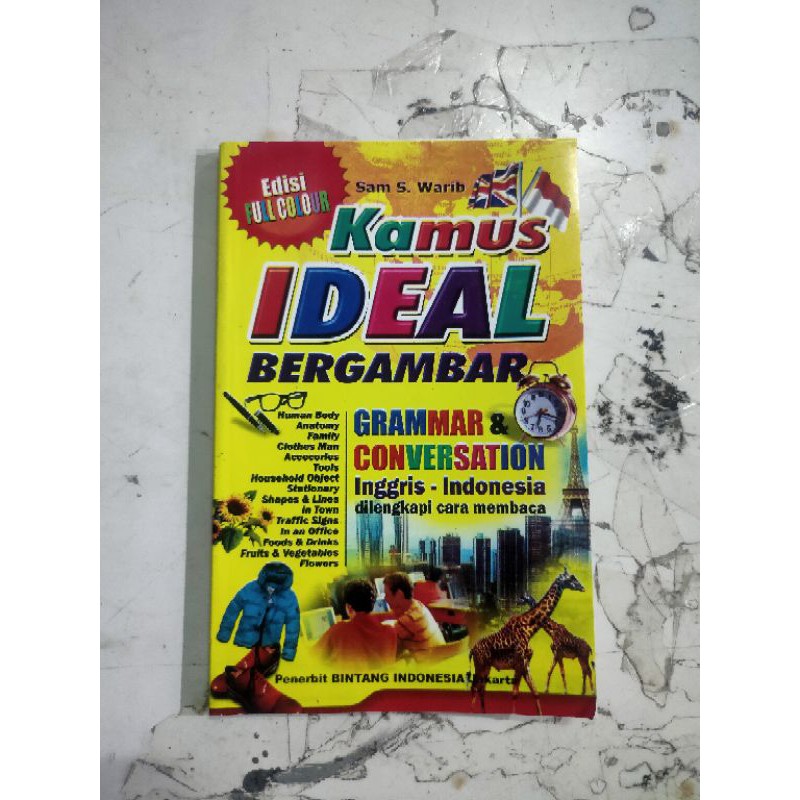 Edisi
FULL COLOUR
Sam S. Warib
Kamus
IDEAL
BERGAMBAR
Human Body
Anatomy
Family
Clothes Man
Accecories
Tools
Household Object
Stationary
Shapes & Lines
in Town
Traffic Signs
In an Office
Foods & Drinks
Fruits & Vegetables
Flowers
GRAMMAR &
CONVERSATION
Inggris - Indonesia
dilengkapi cara membaca
Penerbit BINTANG INDONESIA Jakarta